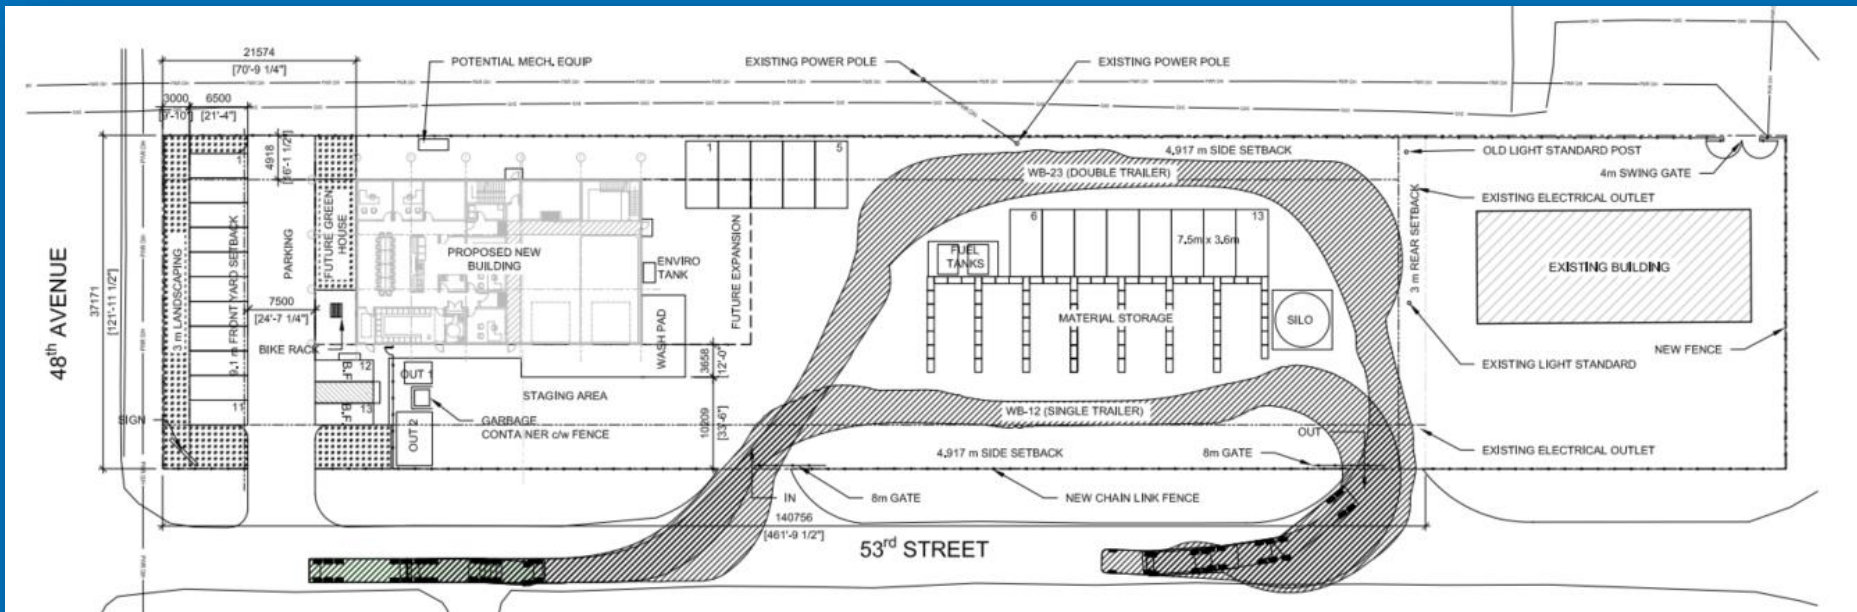 21574
[70'-9 1/4"]
POTENTIAL MECH. EQUIP
EXISTING POWER POLE
EXISTING POWER POLE
3000
6500
[9'-10"]
[21'-4"]
4918
[16'-1 1/2"]
1
1
5
4.917 m SIDE SETBACK
OLD LIGHT STANDARD POST
4m SWING GATE
WB-23 (DOUBLE TRAILER)
EXISTING ELECTRICAL OUTLET
3 m REAR SETBACK
6
13
7.5m x 3.6m
FUEL
TANKS
48th AVENUE
37171
[121'-11 1/2"]
3 m LANDSCAPING
9.1 m FRONT YARD SETBACK
PARKING
FUTURE GREEN
HOUSE
PROPOSED NEW
BUILDING
ENVIRO
TANK
FUTURE EXPANSION
EXISTING BUILDING
7500
[24'-7 1/4"]
BIKE RACK
WASH PAD
MATERIAL STORAGE
SILO
NEW FENCE
EXISTING LIGHT STANDARD
B.F.
12
OUT 1
3658
[12'-0"]
STAGING AREA
11
B.F.
13
SIGN
OUT 2
GARBAGE
CONTAINER c/w FENCE
10209
[33'-6"]
WB-12 (SINGLE TRAILER)
OUT
4.917 m SIDE SETBACK
8m GATE
EXISTING ELECTRICAL OUTLET
IN
8m GATE
NEW CHAIN LINK FENCE
140756
[461'-9 1/2"]
53rd STREET